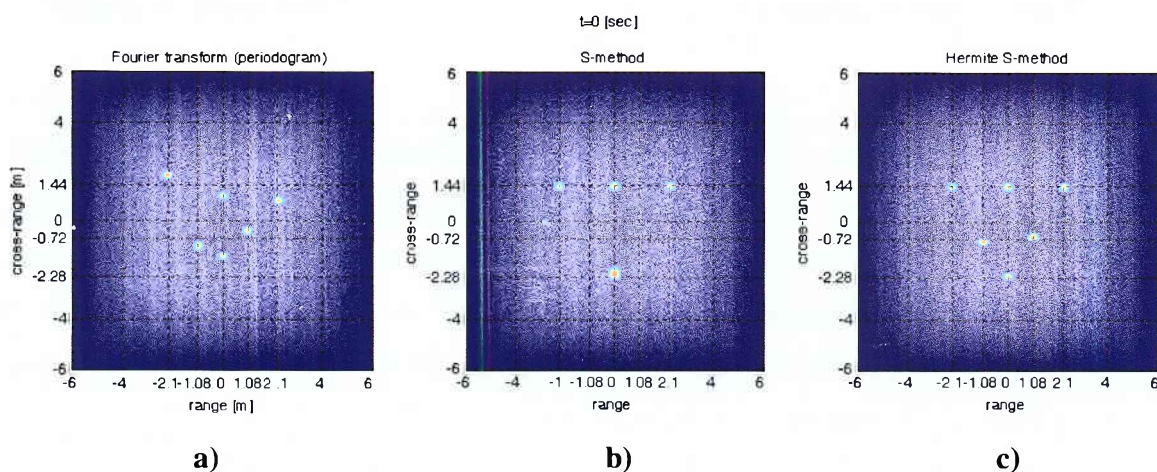 t=0 [sec]
Fourier transform (periodogram)
6
4
1.44
0
-0.72
-2.28
-4
-6
cross-range [m]
-6 -4 -2.1 -1.08 0 1.08 2.1 4 6
range [m]
a)
S-method
6
4
1.44
0
-0.72
-2.28
-4
-6
cross-range
-6 -4 -1 -1.08 0 1.08 2 1 4 6
range
b)
Hermite S-method
6
4
1.44
0
-0.72
-2.28
-4
-6
cross-range
-6 -4 -2.1 -1.08 0 1.08 2 1 4 6
range
c)